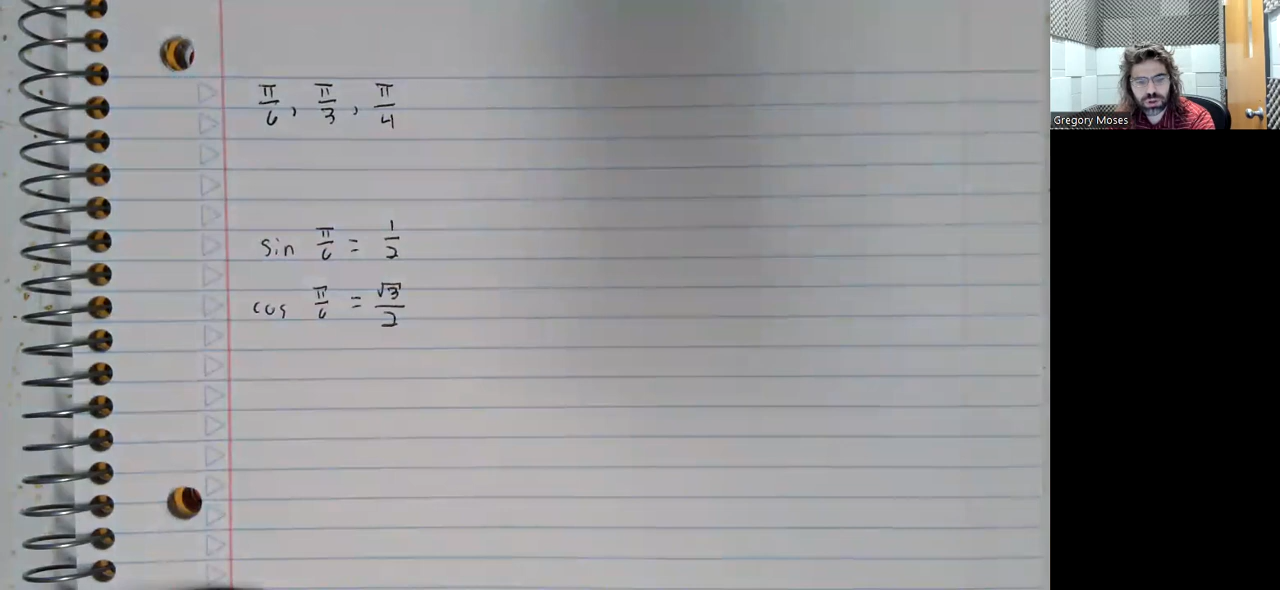 π/6, π/3, π/4
sin π/6 = 1/2
cos π/6 = √3/2
Gregory Moses